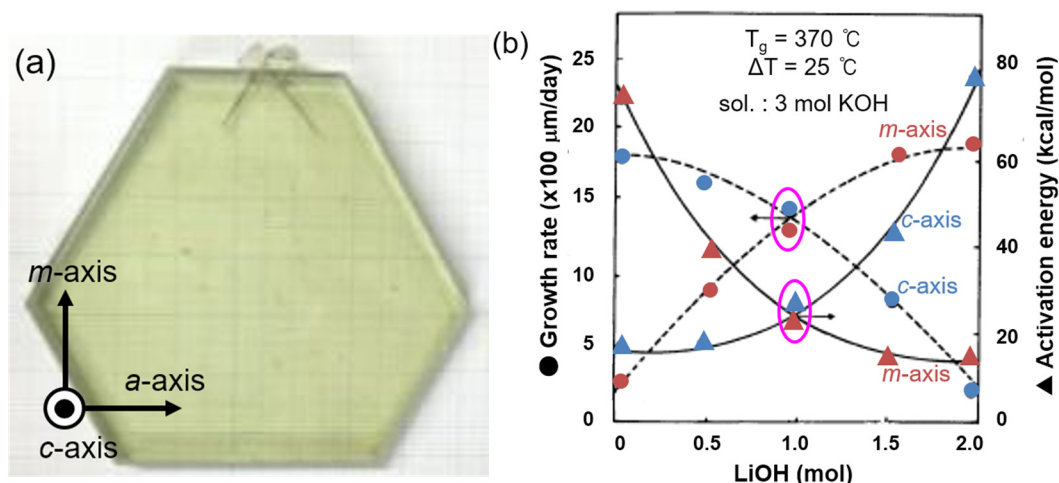 (a)
m-axis
a-axis
c-axis
(b)
● Growth rate (x100 μm/day)
25
20
15
10
5
0
T_g = 370 ℃
ΔT = 25 ℃
sol. : 3 mol KOH
m-axis
c-axis
c-axis
m-axis
80
60
40
20
0
▲ Activation energy (kcal/mol)
0 0.5 1.0 1.5 2.0
LiOH (mol)